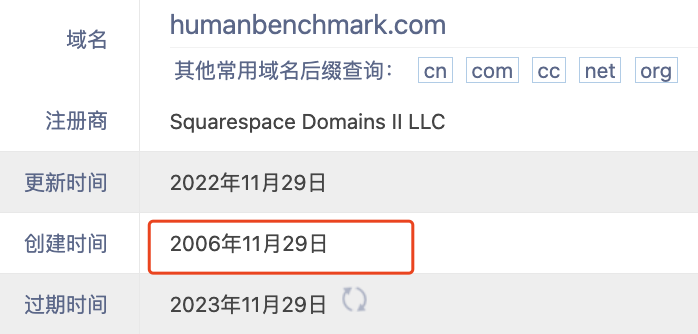 域名 humanbenchmark.com
其他常用域名后缀查询： cn com cc net org
注册商 Squarespace Domains II LLC
更新时间 2022年11月29日
创建时间 2006年11月29日
过期时间 2023年11月29日